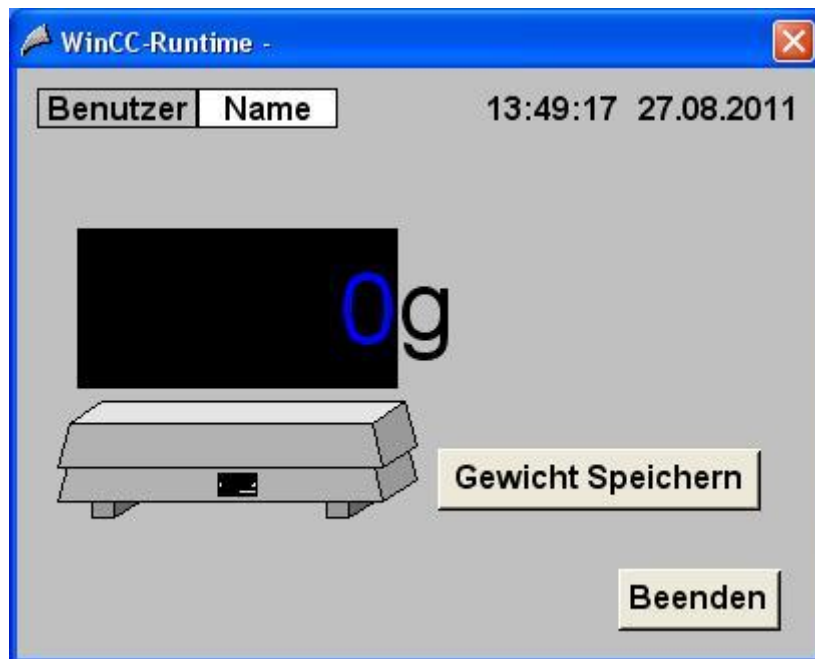 WinCC-Runtime -
Benutzer Name 13:49:17 27.08.2011
0g
Gewicht Speichern
Beenden